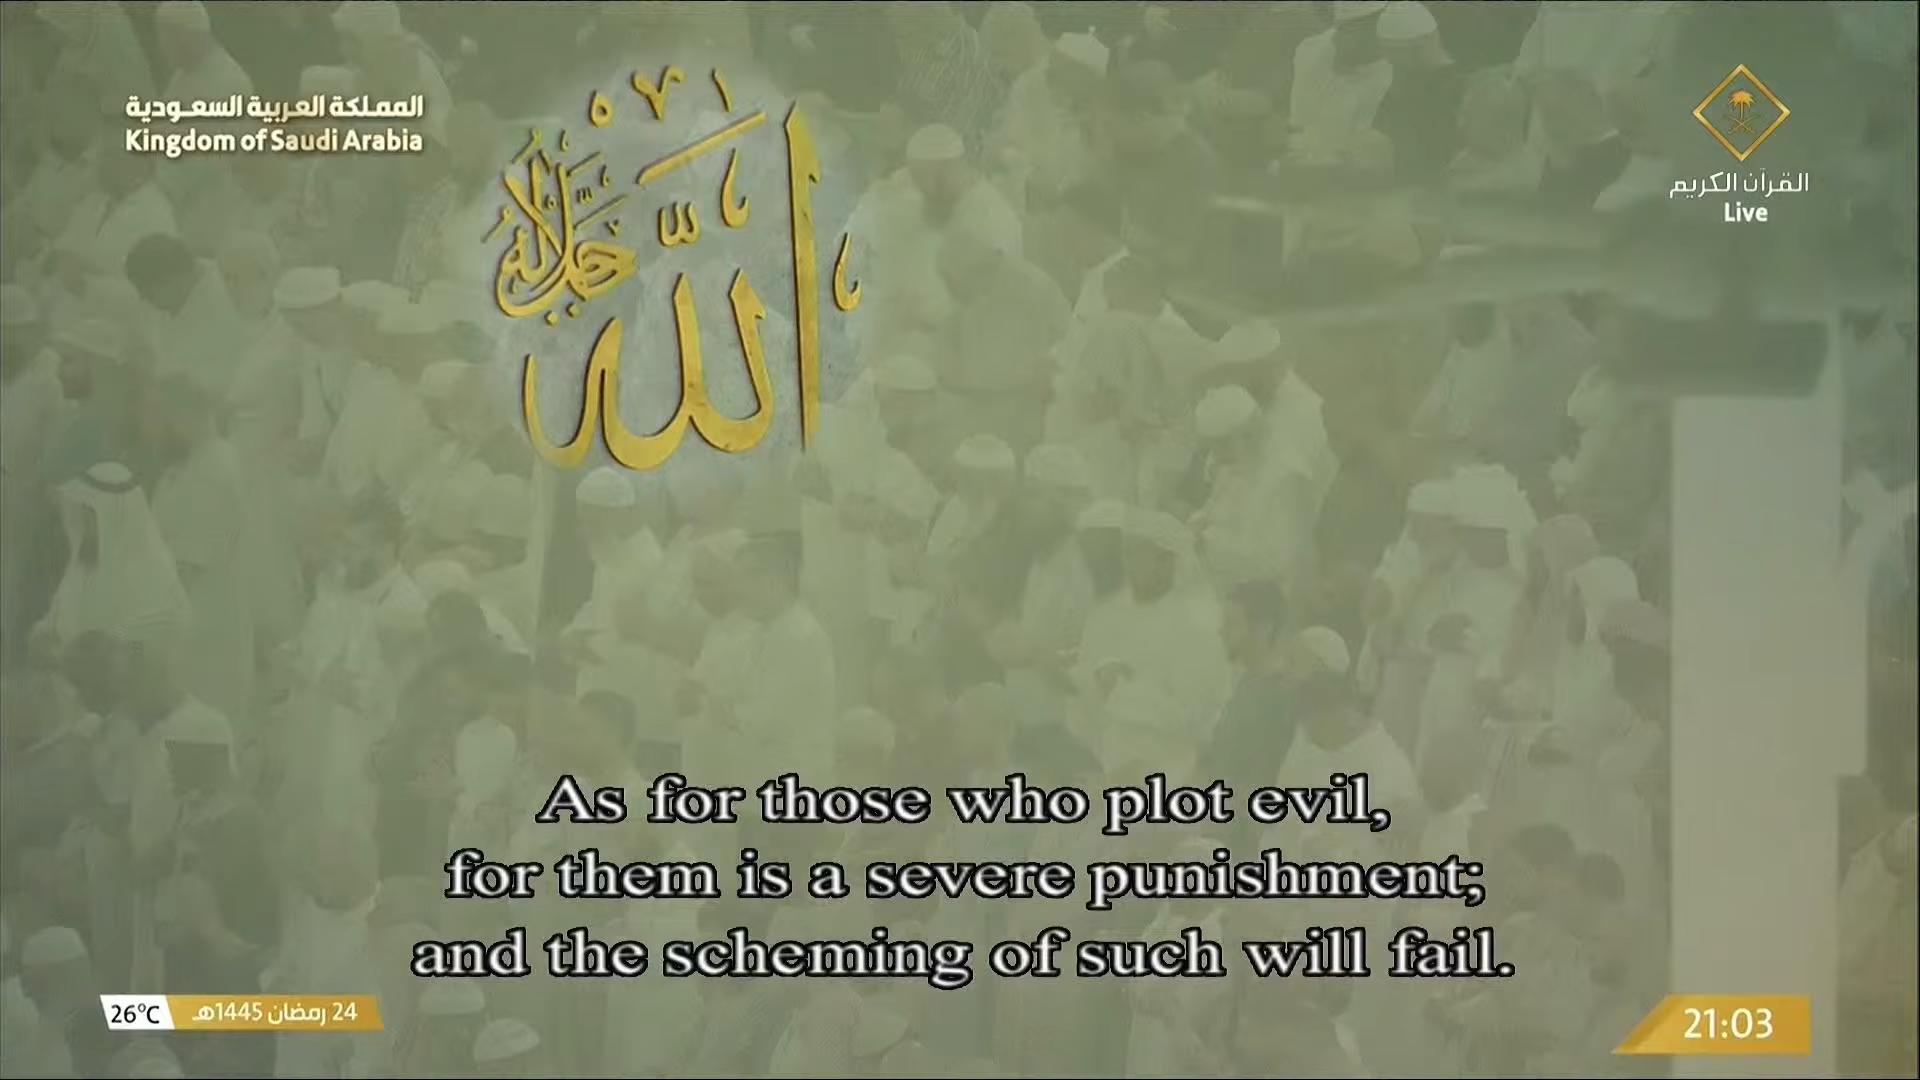 المملكة العربية السعودية
Kingdom of Saudi Arabia
الله
جل جلاله
القرآن الكريم
Live
As for those who plot evil,
for them is a severe punishment;
and the scheming of such will fail.
26°C
24 رمضان 1445هـ
21:03